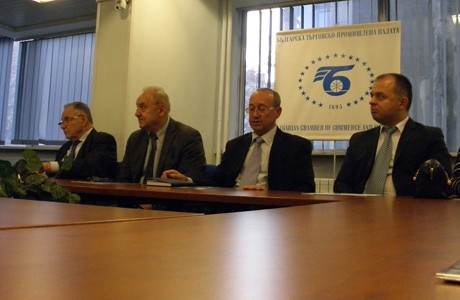 БЪЛГАРСКА ТЪРГОВСКО ПРОМИШЛЕНА ПАЛАТА
1895
BULGARIAN CHAMBER OF COMMERCE AND